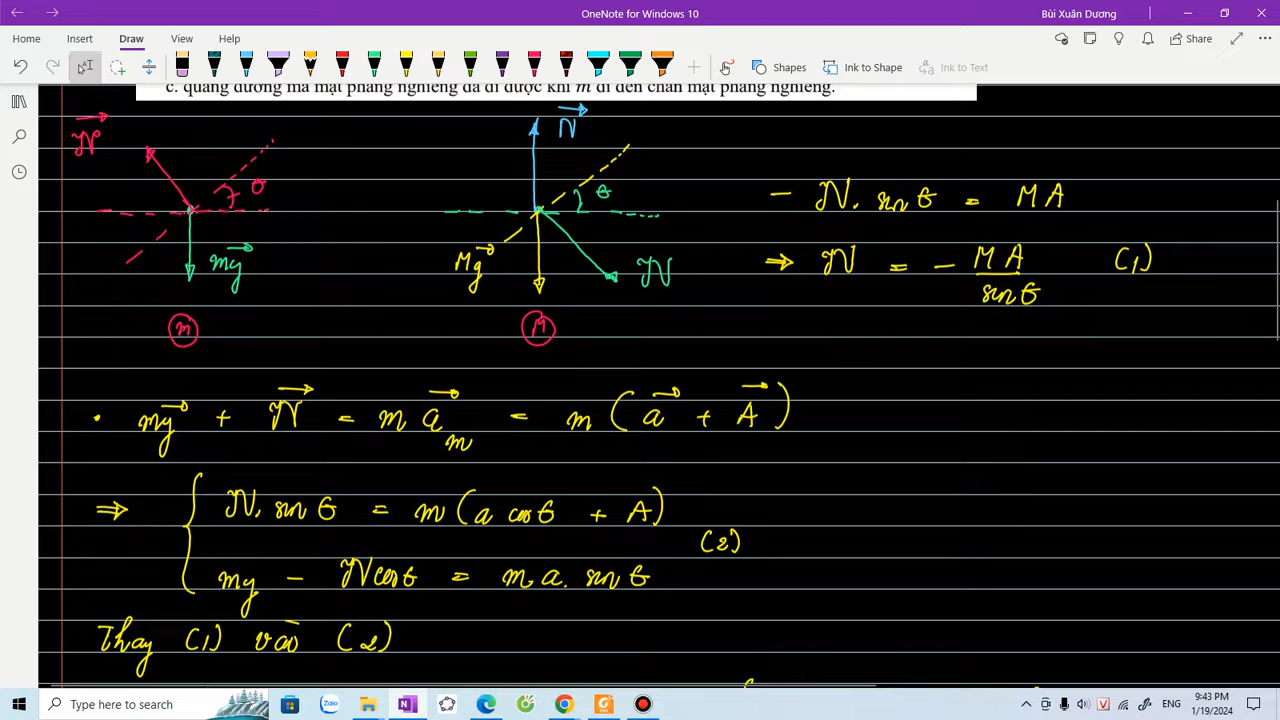 OneNote for Windows 10
Bùi Xuân Dương
Home Insert Draw View Help
Share
Shapes Ink to Shape Ink to Text
c. quãng đường mà mặt phẳng nghiêng đã đi được khi m đi đến chân mặt phẳng nghiêng.
N
N
θ
θ
mg
Mg
N
m
M
- N. sin θ = MA
⇒ N = - MA / sin θ (1)
• mg + N = m a m = m ( a + A )
⇒ { N. sin θ = m ( a cos θ + A )
(2)
mg - N cos θ = m. a. sin θ
Thay (1) vào (2)
Type here to search
Zalo
ENG
9:43 PM
1/19/2024